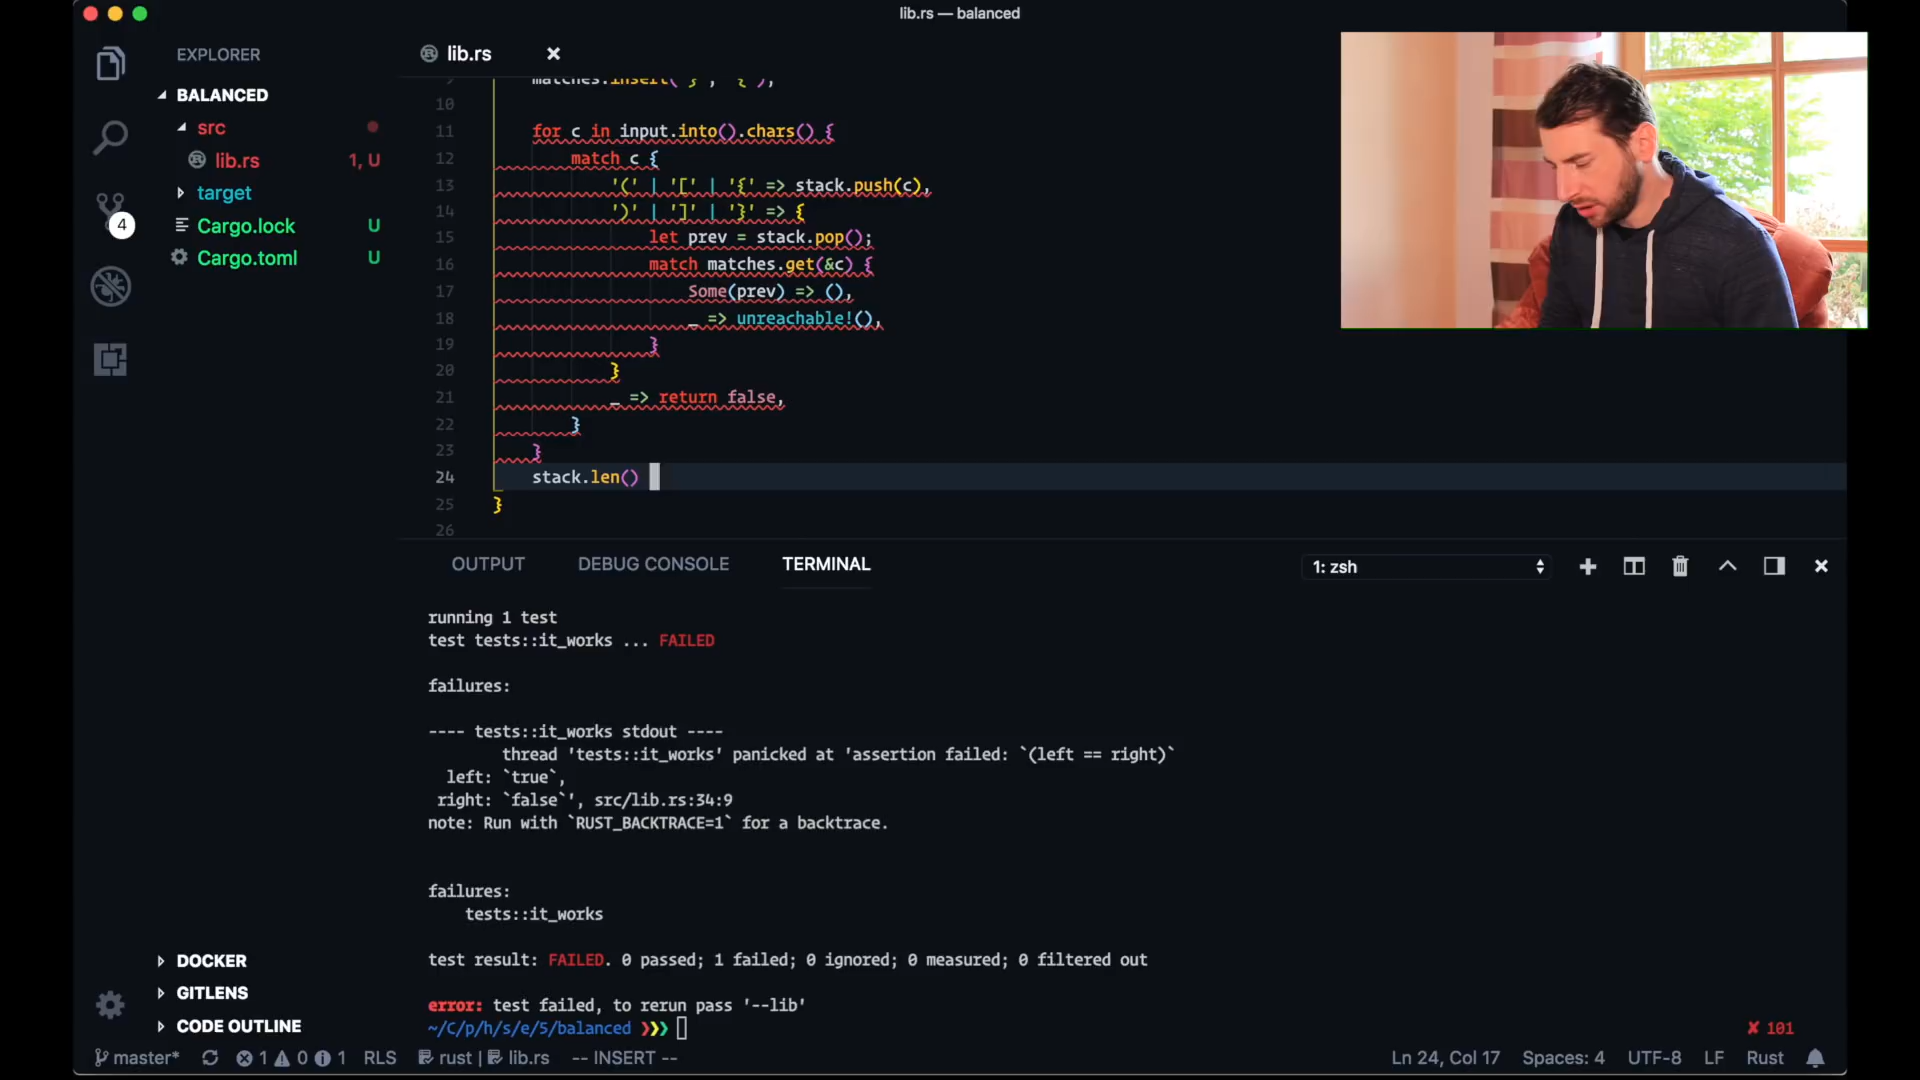 lib.rs — balanced
EXPLORER
lib.rs
BALANCED
src
lib.rs 1, U
target
Cargo.lock U
Cargo.toml U
4
matches.insert('}', '{');
10
11 for c in input.into().chars() {
12 match c {
13 '(' | '[' | '{' => stack.push(c),
14 ')' | ']' | '}' => {
15 let prev = stack.pop();
16 match matches.get(&c) {
17 Some(prev) => (),
18 _ => unreachable!(),
19 }
20 }
21 _ => return false,
22 }
23 }
24 stack.len()
25 }
26
OUTPUT DEBUG CONSOLE TERMINAL 1: zsh
running 1 test
test tests::it_works ... FAILED
failures:
---- tests::it_works stdout ----
thread 'tests::it_works' panicked at 'assertion failed: `(left == right)`
left: `true`,
right: `false`', src/lib.rs:34:9
note: Run with `RUST_BACKTRACE=1` for a backtrace.
failures:
tests::it_works
test result: FAILED. 0 passed; 1 failed; 0 ignored; 0 measured; 0 filtered out
error: test failed, to rerun pass '--lib'
~/C/p/h/s/e/5/balanced ❯❯❯ ✘ 101
DOCKER
GITLENS
CODE OUTLINE
master* 1 0 1 RLS rust | lib.rs -- INSERT -- Ln 24, Col 17 Spaces: 4 UTF-8 LF Rust